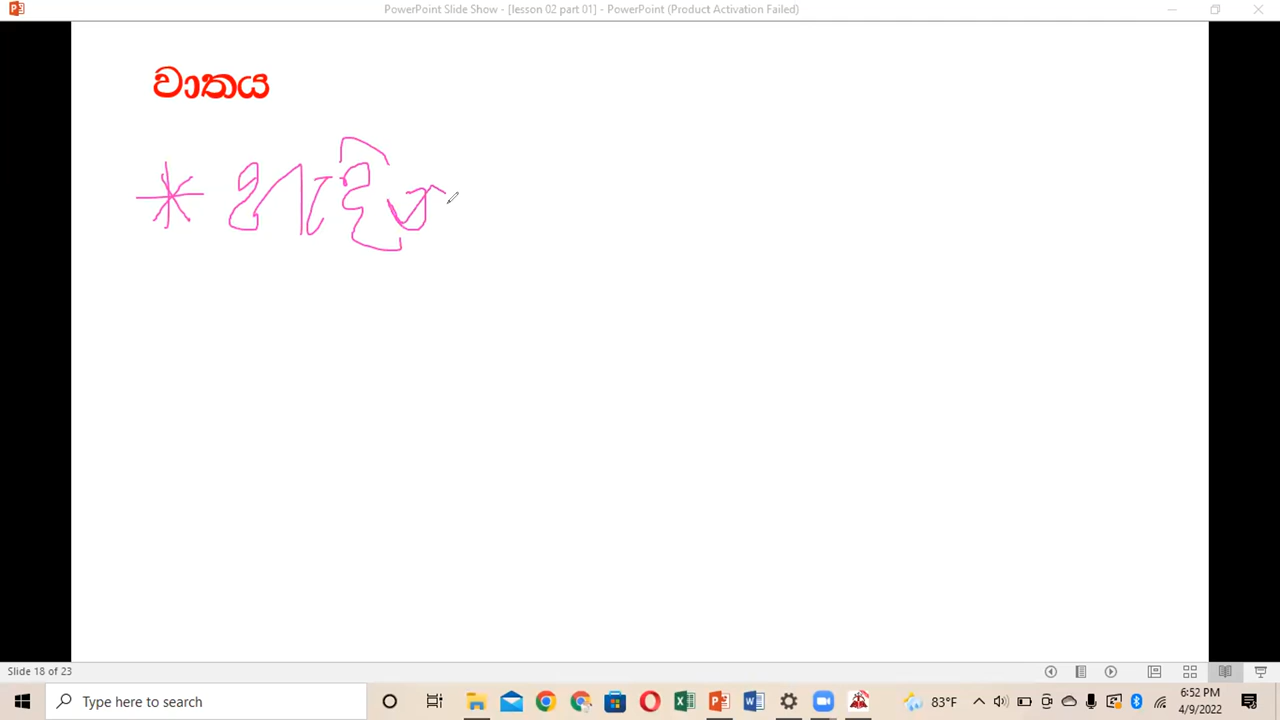 PowerPoint Slide Show - [lesson 02 part 01] - PowerPoint (Product Activation Failed)
වාතය
*
Slide 18 of 23
Type here to search
83°F
6:52 PM
4/9/2022